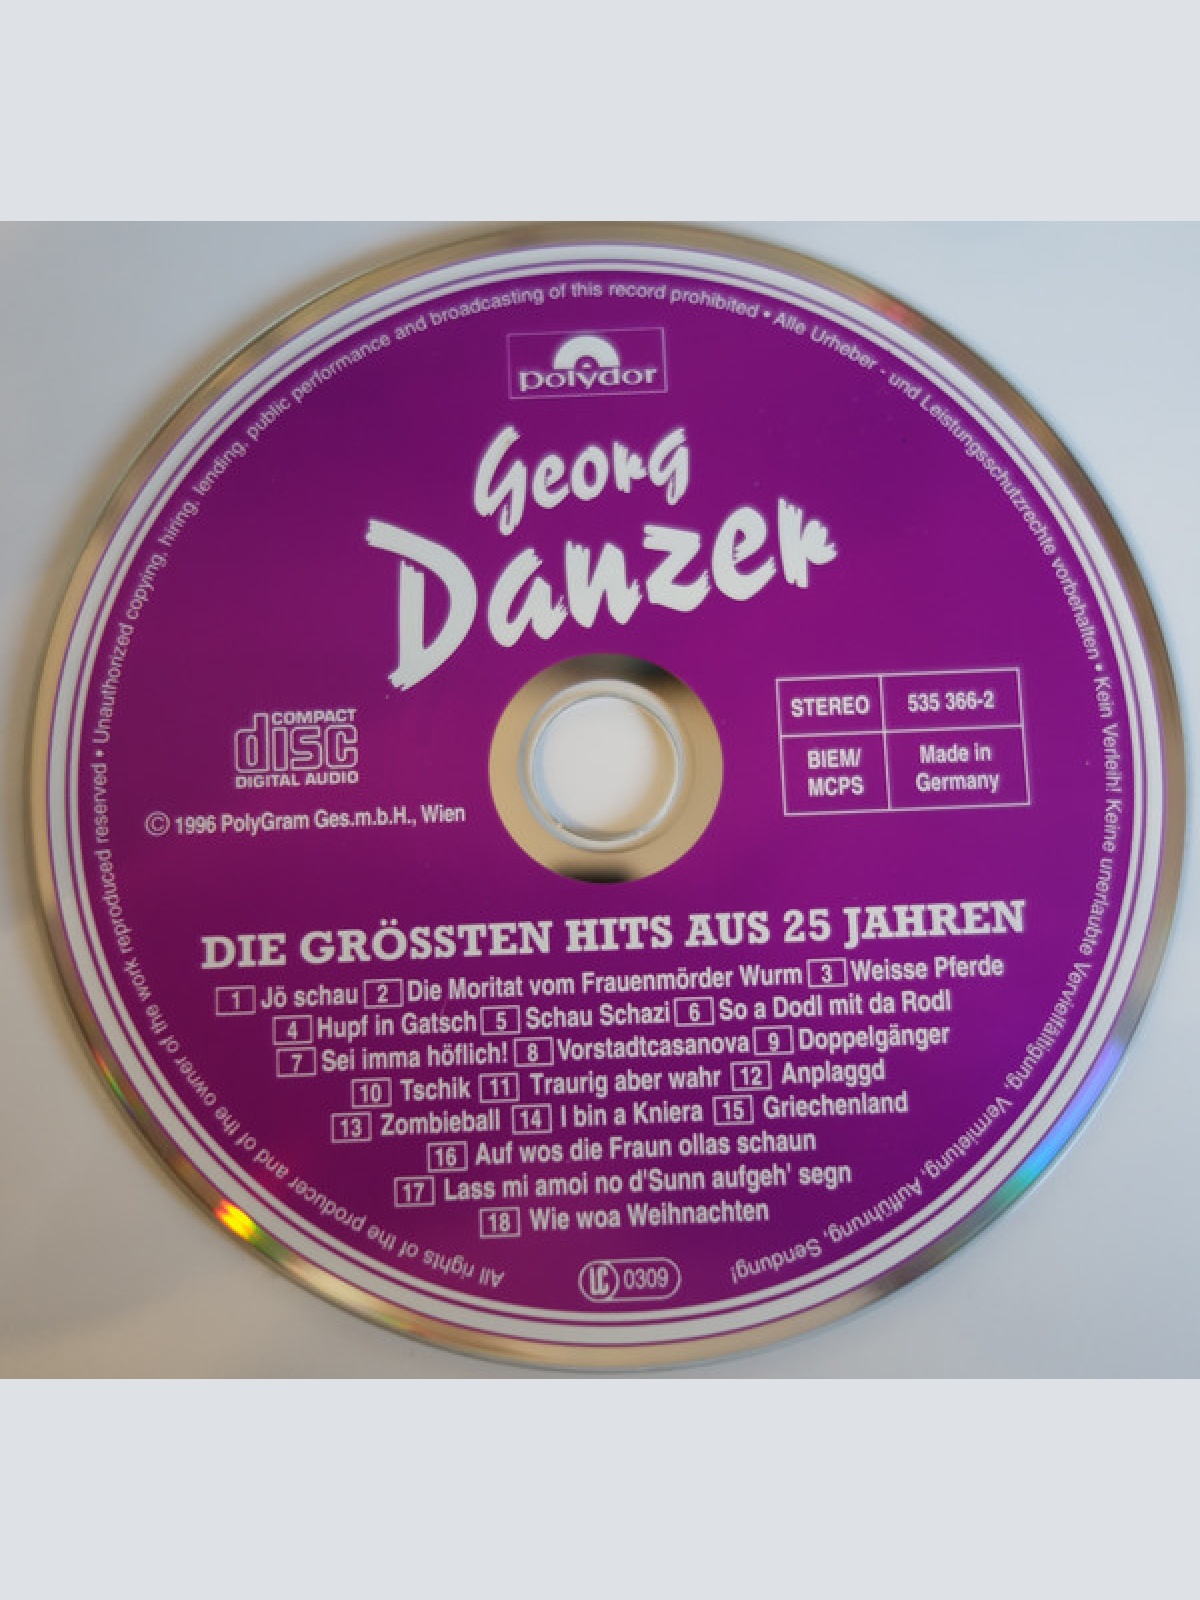 All rights of the producer and of the owner of the work reproduced reserved • Unauthorized copying, hiring, lending, public performance and broadcasting of this record prohibited • Alle Urheber - und Leistungsschutzrechte vorbehalten • Kein Verleih! Keine unerlaubte Vervielfältigung, Vermietung, Aufführung, Sendung!
polydor
Georg
Danzer
COMPACT
disc
DIGITAL AUDIO
© 1996 PolyGram Ges.m.b.H., Wien
STEREO 535 366-2
BIEM/ Made in
MCPS Germany
DIE GRÖSSTEN HITS AUS 25 JAHREN
1 Jö schau 2 Die Moritat vom Frauenmörder Wurm 3 Weisse Pferde
4 Hupf in Gatsch 5 Schau Schazi 6 So a Dodl mit da Rodl
7 Sei imma höflich! 8 Vorstadtcasanova 9 Doppelgänger
10 Tschik 11 Traurig aber wahr 12 Anplaggd
13 Zombieball 14 I bin a Kniera 15 Griechenland
16 Auf wos die Fraun ollas schaun
17 Lass mi amoi no d'Sunn aufgeh' segn
18 Wie woa Weihnachten
LC 0309